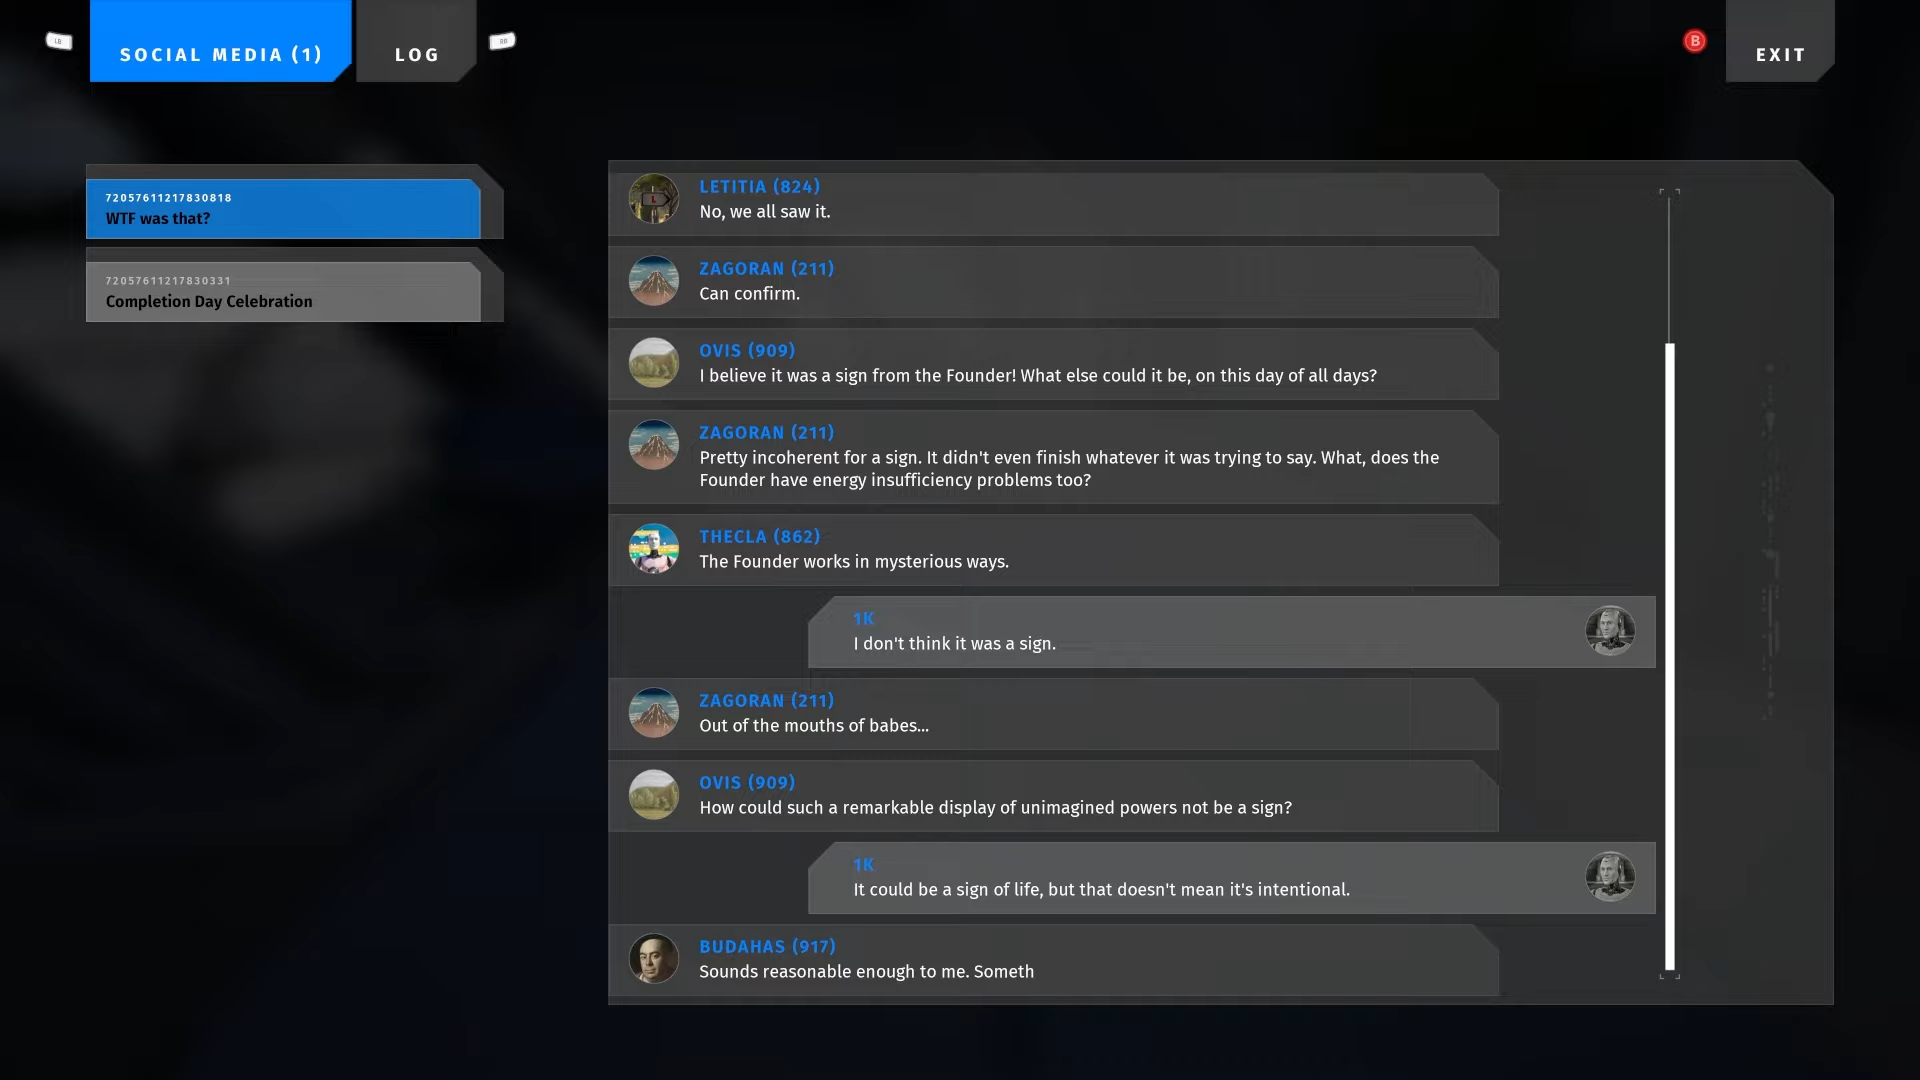 LB
SOCIAL MEDIA (1)
LOG
RB
B
EXIT
72057611217830818
WTF was that?
72057611217830331
Completion Day Celebration
LETITIA (824)
No, we all saw it.
ZAGORAN (211)
Can confirm.
OVIS (909)
I believe it was a sign from the Founder! What else could it be, on this day of all days?
ZAGORAN (211)
Pretty incoherent for a sign. It didn't even finish whatever it was trying to say. What, does the
Founder have energy insufficiency problems too?
THECLA (862)
The Founder works in mysterious ways.
1K
I don't think it was a sign.
ZAGORAN (211)
Out of the mouths of babes...
OVIS (909)
How could such a remarkable display of unimagined powers not be a sign?
1K
It could be a sign of life, but that doesn't mean it's intentional.
BUDAHAS (917)
Sounds reasonable enough to me. Someth